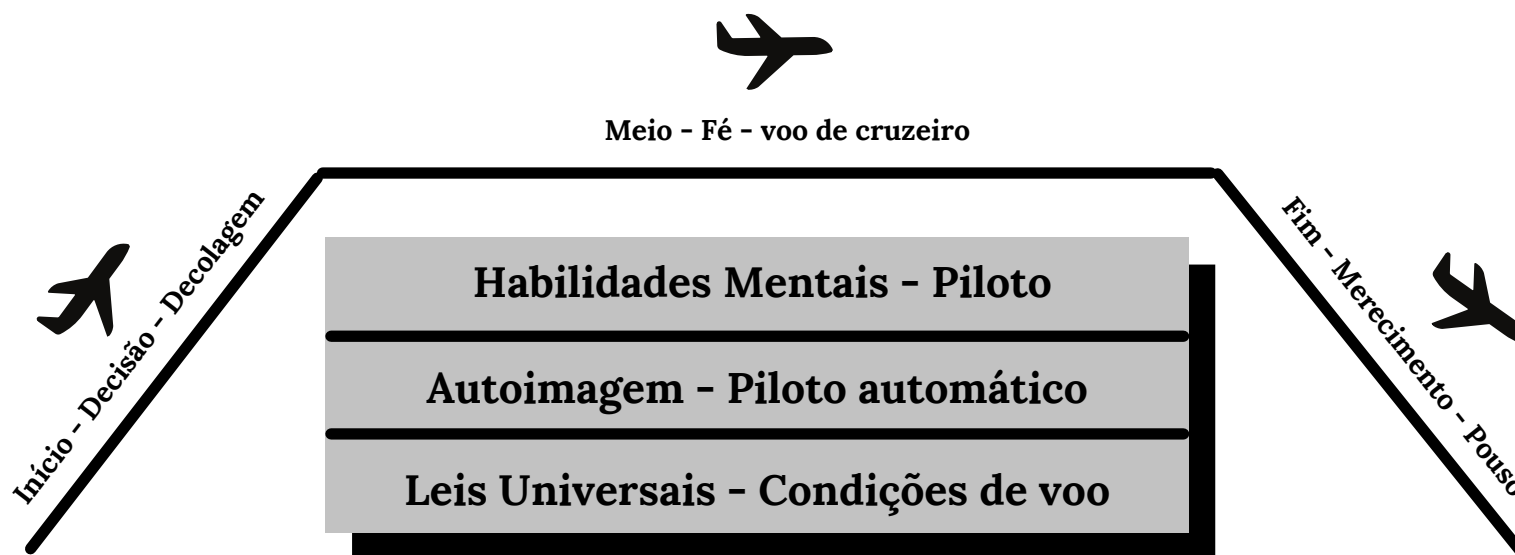 Meio - Fé - voo de cruzeiro
Início - Decisão - Decolagem
Fim - Merecimento - Pouso
Habilidades Mentais - Piloto
Autoimagem - Piloto automático
Leis Universais - Condições de voo